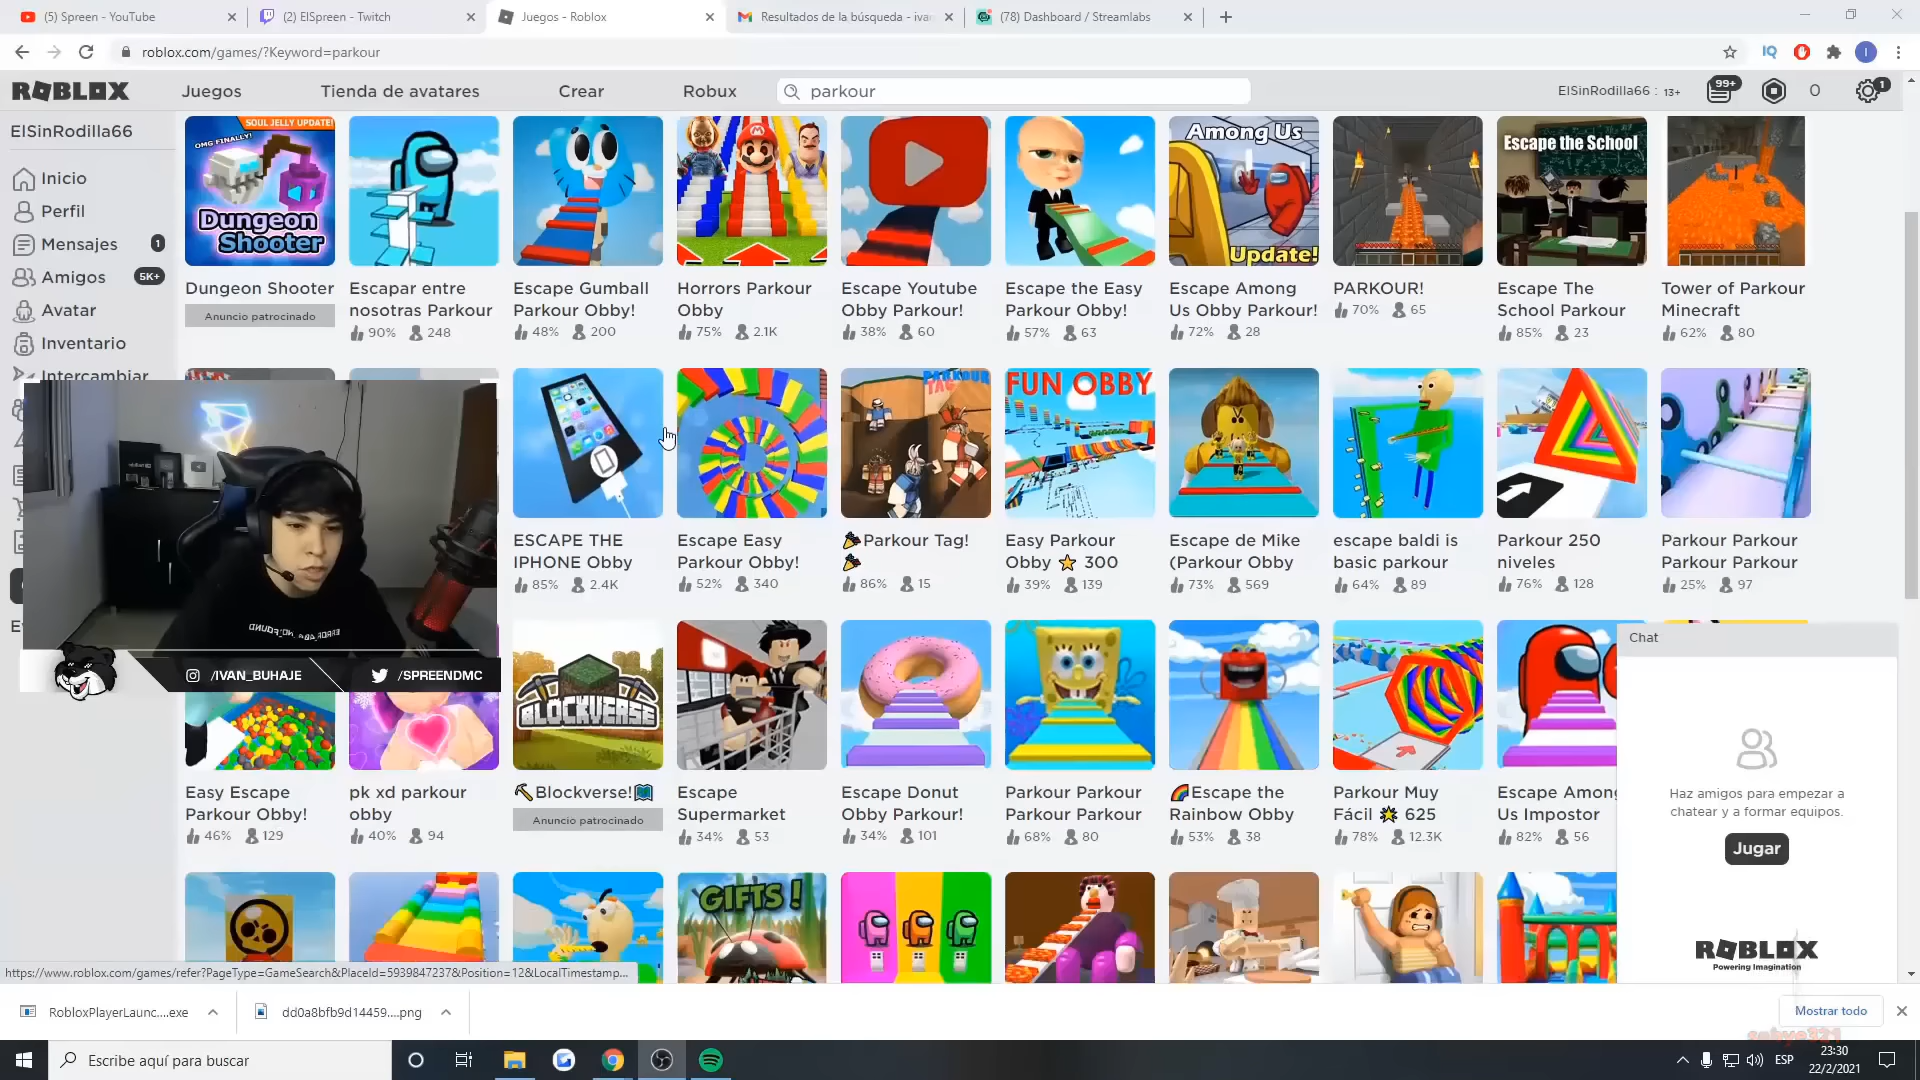 (5) Spreen - YouTube
(2) ElSpreen - Twitch
Juegos - Roblox
Resultados de la búsqueda - ivan
(78) Dashboard / Streamlabs
roblox.com/games/?Keyword=parkour
IQ
I
ROBLOX
Juegos
Tienda de avatares
Crear
Robux
parkour
ElSinRodilla66 : 13+
99+
0
1
ElSinRodilla66
Inicio
Perfil
Mensajes
1
Amigos
5K+
Avatar
Inventario
Intercambiar
SOUL JELLY UPDATE!
OMG FINALLY!
Dungeon
Shooter
Among Us
Update!
Escape the School
Dungeon Shooter
Anuncio patrocinado
Escapar entre
nosotras Parkour
90% 248
Escape Gumball
Parkour Obby!
48% 200
Horrors Parkour
Obby
75% 2.1K
Escape Youtube
Obby Parkour!
38% 60
Escape the Easy
Parkour Obby!
57% 63
Escape Among
Us Obby Parkour!
72% 28
PARKOUR!
70% 65
Escape The
School Parkour
85% 23
Tower of Parkour
Minecraft
62% 80
PARKOUR
TAG
FUN OBBY
ESCAPE THE
IPHONE Obby
85% 2.4K
Escape Easy
Parkour Obby!
52% 340
🎉Parkour Tag!
🎉
86% 15
Easy Parkour
Obby ⭐ 300
39% 139
Escape de Mike
(Parkour Obby
73% 569
escape baldi is
basic parkour
64% 89
Parkour 250
niveles
76% 128
Parkour Parkour
Parkour Parkour
25% 97
/IVAN_BUHAJE
/SPREENDMC
BLOCKVERSE
Easy Escape
Parkour Obby!
46% 129
pk xd parkour
obby
40% 94
🔨Blockverse!🗺️
Anuncio patrocinado
Escape
Supermarket
34% 53
Escape Donut
Obby Parkour!
34% 101
Parkour Parkour
Parkour Parkour
68% 80
🌈Escape the
Rainbow Obby
53% 38
Parkour Muy
Fácil 🌟 625
78% 12.3K
Escape Among
Us Impostor
82% 56
Chat
Haz amigos para empezar a
chatear y a formar equipos.
Jugar
ROBLOX
Powering Imagination
GIFTS!
https://www.roblox.com/games/refer?PageType=GameSearch&PlaceId=5939847237&Position=12&LocalTimestamp...
RobloxPlayerLaunc....exe
dd0a8bfb9d14459....png
Mostrar todo
Escribe aquí para buscar
ESP
23:30
22/2/2021